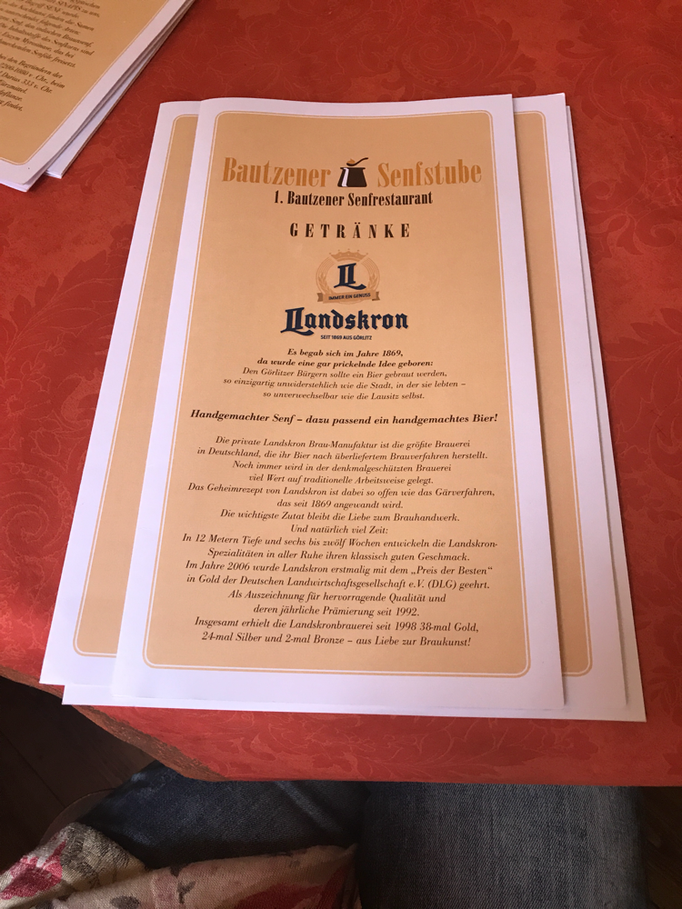 Bautzener Senfstube
1. Bautzener Senfrestaurant
GETRÄNKE
IMMER EIN GENUSS
Landskron
SEIT 1869 AUS GÖRLITZ
Es begab sich im Jahre 1869,
da wurde eine gar prickelnde Idee geboren:
Den Görlitzer Bürgern sollte ein Bier gebraut werden,
so einzigartig unwiderstehlich wie die Stadt, in der sie lebten –
so unverwechselbar wie die Lausitz selbst.
Handgemachter Senf – dazu passend ein handgemachtes Bier!
Die private Landskron Brau-Manufaktur ist die größte Brauerei
in Deutschland, die ihr Bier nach überliefertem Brauverfahren herstellt.
Noch immer wird in der denkmalgeschützten Brauerei
viel Wert auf traditionelle Arbeitsweise gelegt.
Das Geheimrezept von Landskron ist dabei so offen wie das Gärverfahren,
das seit 1869 angewandt wird.
Die wichtigste Zutat bleibt die Liebe zum Brauhandwerk.
Und natürlich viel Zeit:
In 12 Metern Tiefe und sechs bis zwölf Wochen entwickeln die Landskron-
Spezialitäten in aller Ruhe ihren klassisch guten Geschmack.
Im Jahre 2006 wurde Landskron erstmalig mit dem „Preis der Besten“
in Gold der Deutschen Landwirtschaftsgesellschaft e.V. (DLG) geehrt.
Als Auszeichnung für hervorragende Qualität und
deren jährliche Prämierung seit 1992.
Insgesamt erhielt die Landskronbrauerei seit 1998 38-mal Gold,
24-mal Silber und 2-mal Bronze – aus Liebe zur Braukunst!